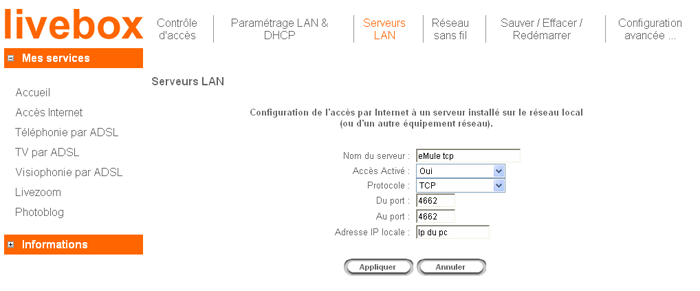 livebox
Contrôle d'accès
Paramétrage LAN & DHCP
Serveurs LAN
Réseau sans fil
Sauver / Effacer / Redémarrer
Configuration avancée ...
Mes services
Accueil
Accès Internet
Téléphonie par ADSL
TV par ADSL
Visiophonie par ADSL
Livezoom
Photoblog
Informations
Serveurs LAN
Configuration de l'accès par Internet à un serveur installé sur le réseau local
(ou d'un autre équipement réseau).
Nom du serveur : eMule tcp
Accès Activé : Oui
Protocole : TCP
Du port : 4662
Au port : 4662
Adresse IP locale : Ip du pc
Appliquer Annuler